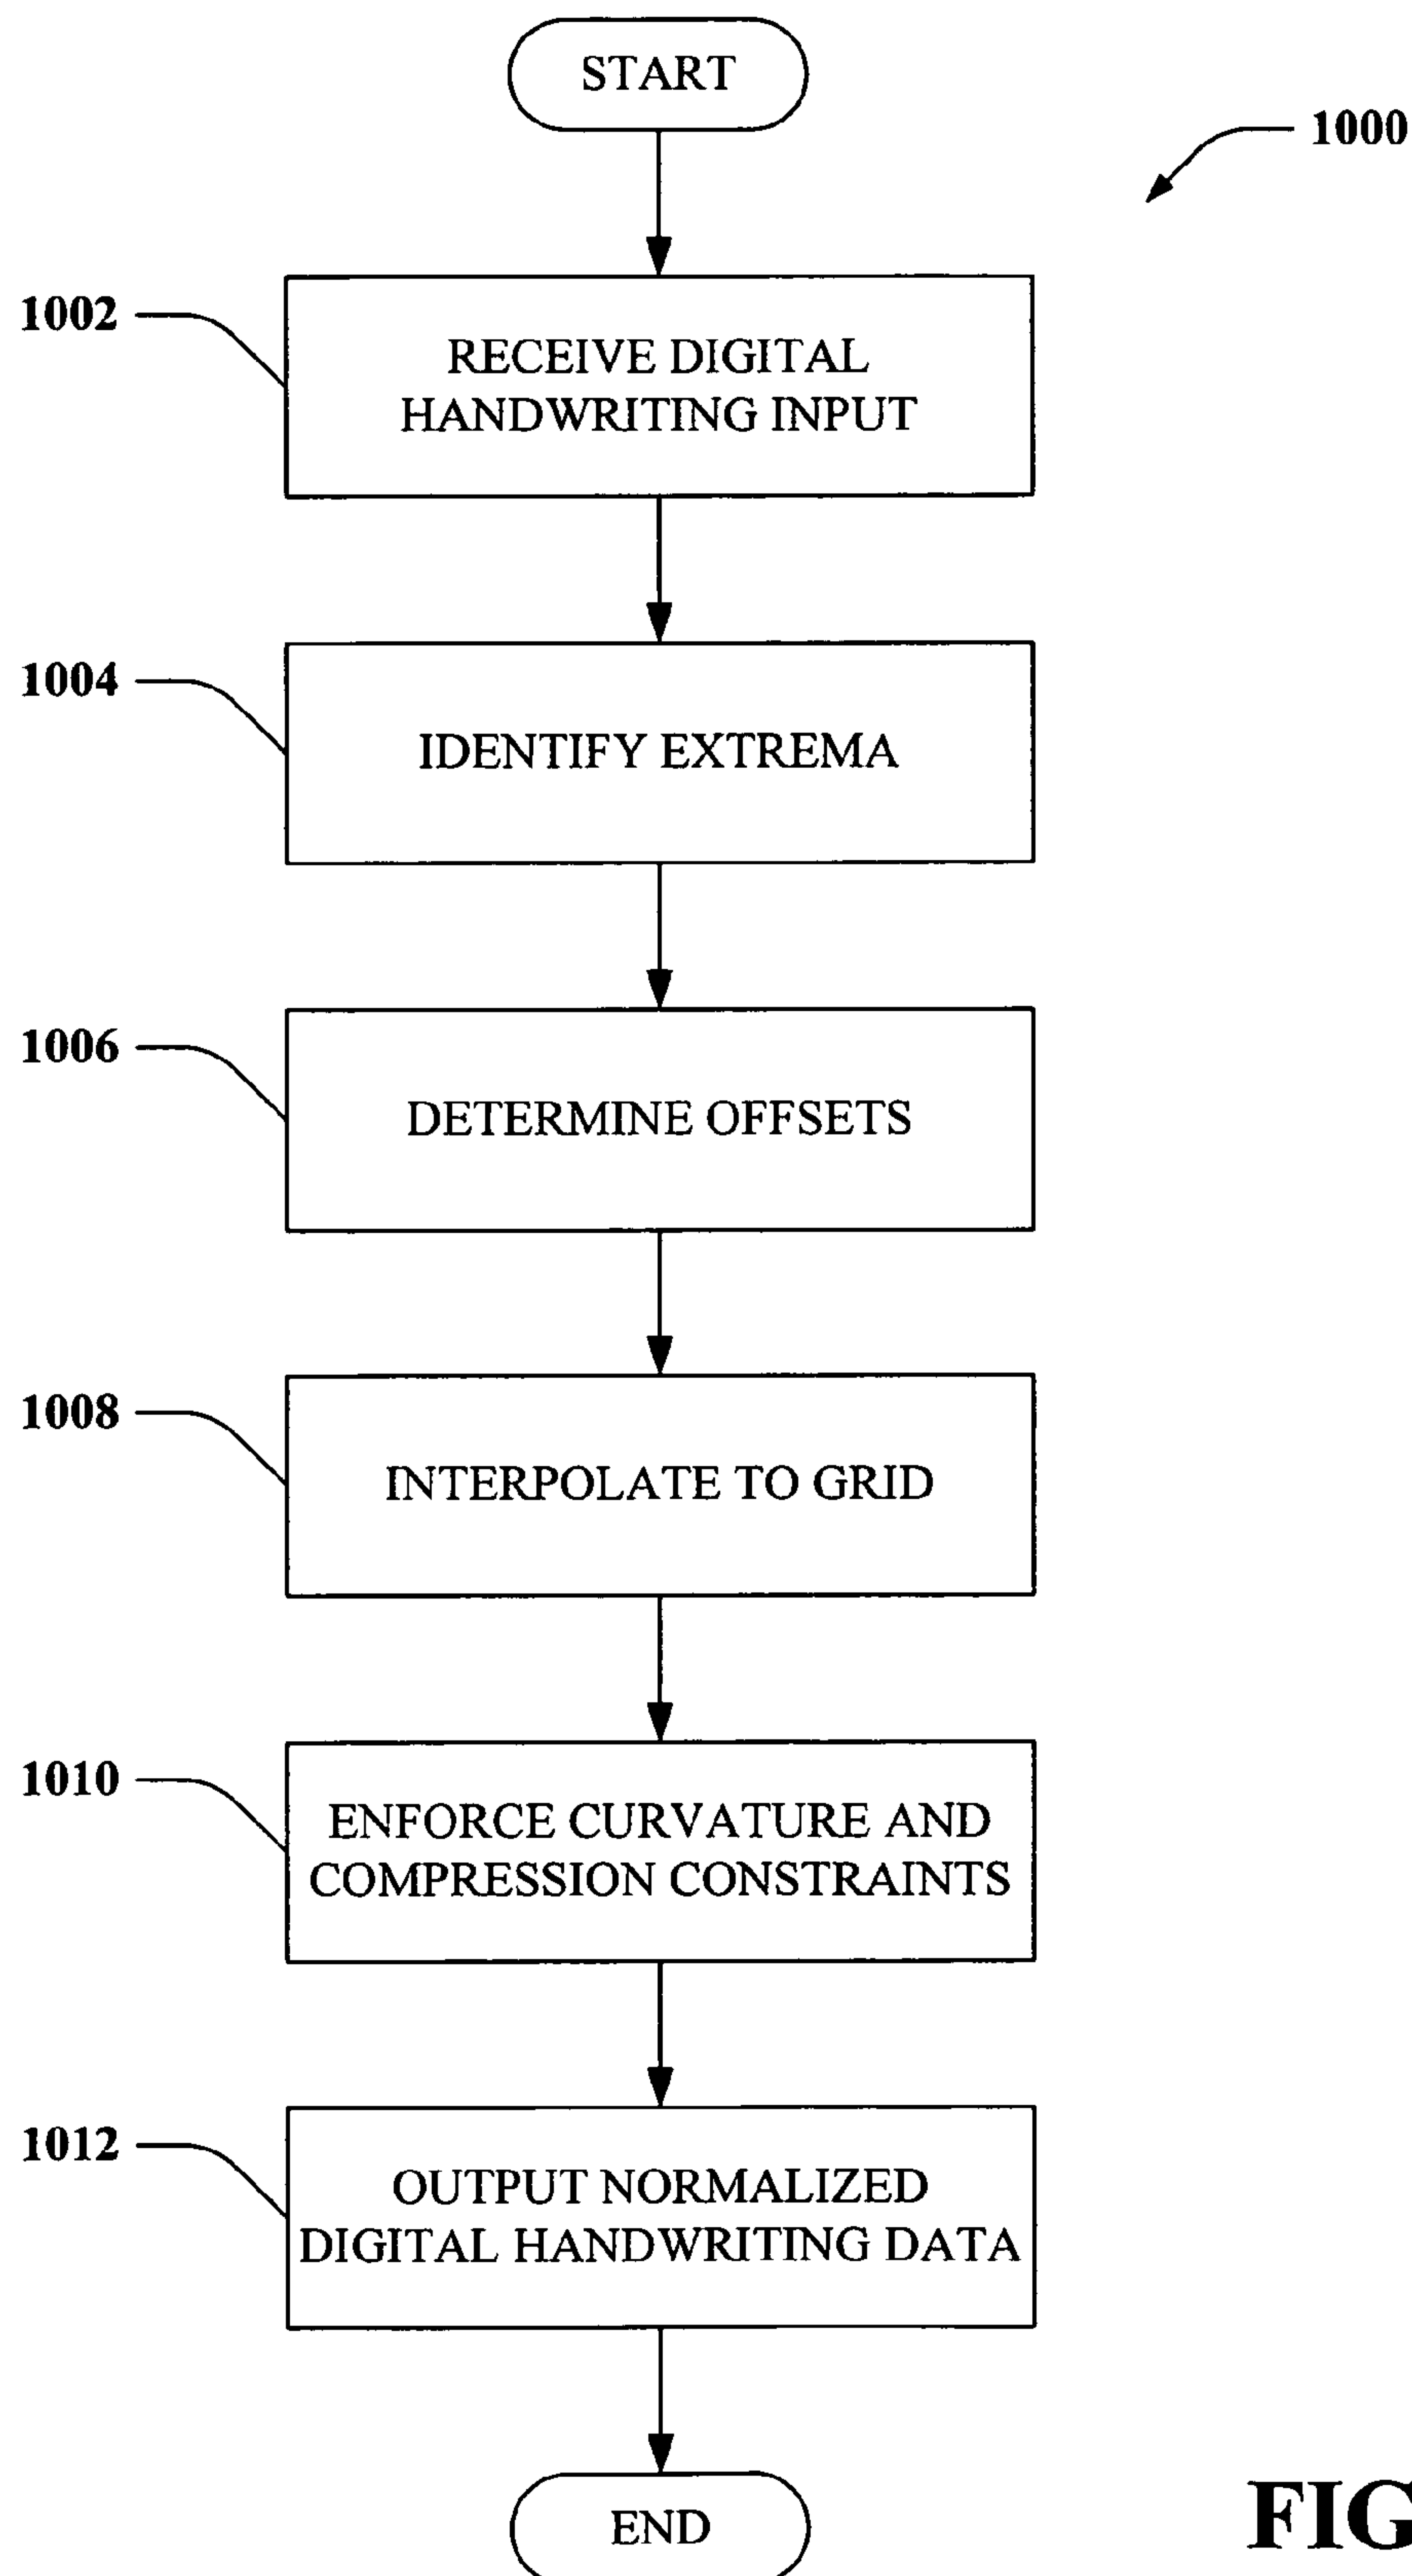 START
1000
1002
RECEIVE DIGITAL
HANDWRITING INPUT
1004
IDENTIFY EXTREMA
1006
DETERMINE OFFSETS
1008
INTERPOLATE TO GRID
1010
ENFORCE CURVATURE AND
COMPRESSION CONSTRAINTS
1012
OUTPUT NORMALIZED
DIGITAL HANDWRITING DATA
END
FIG